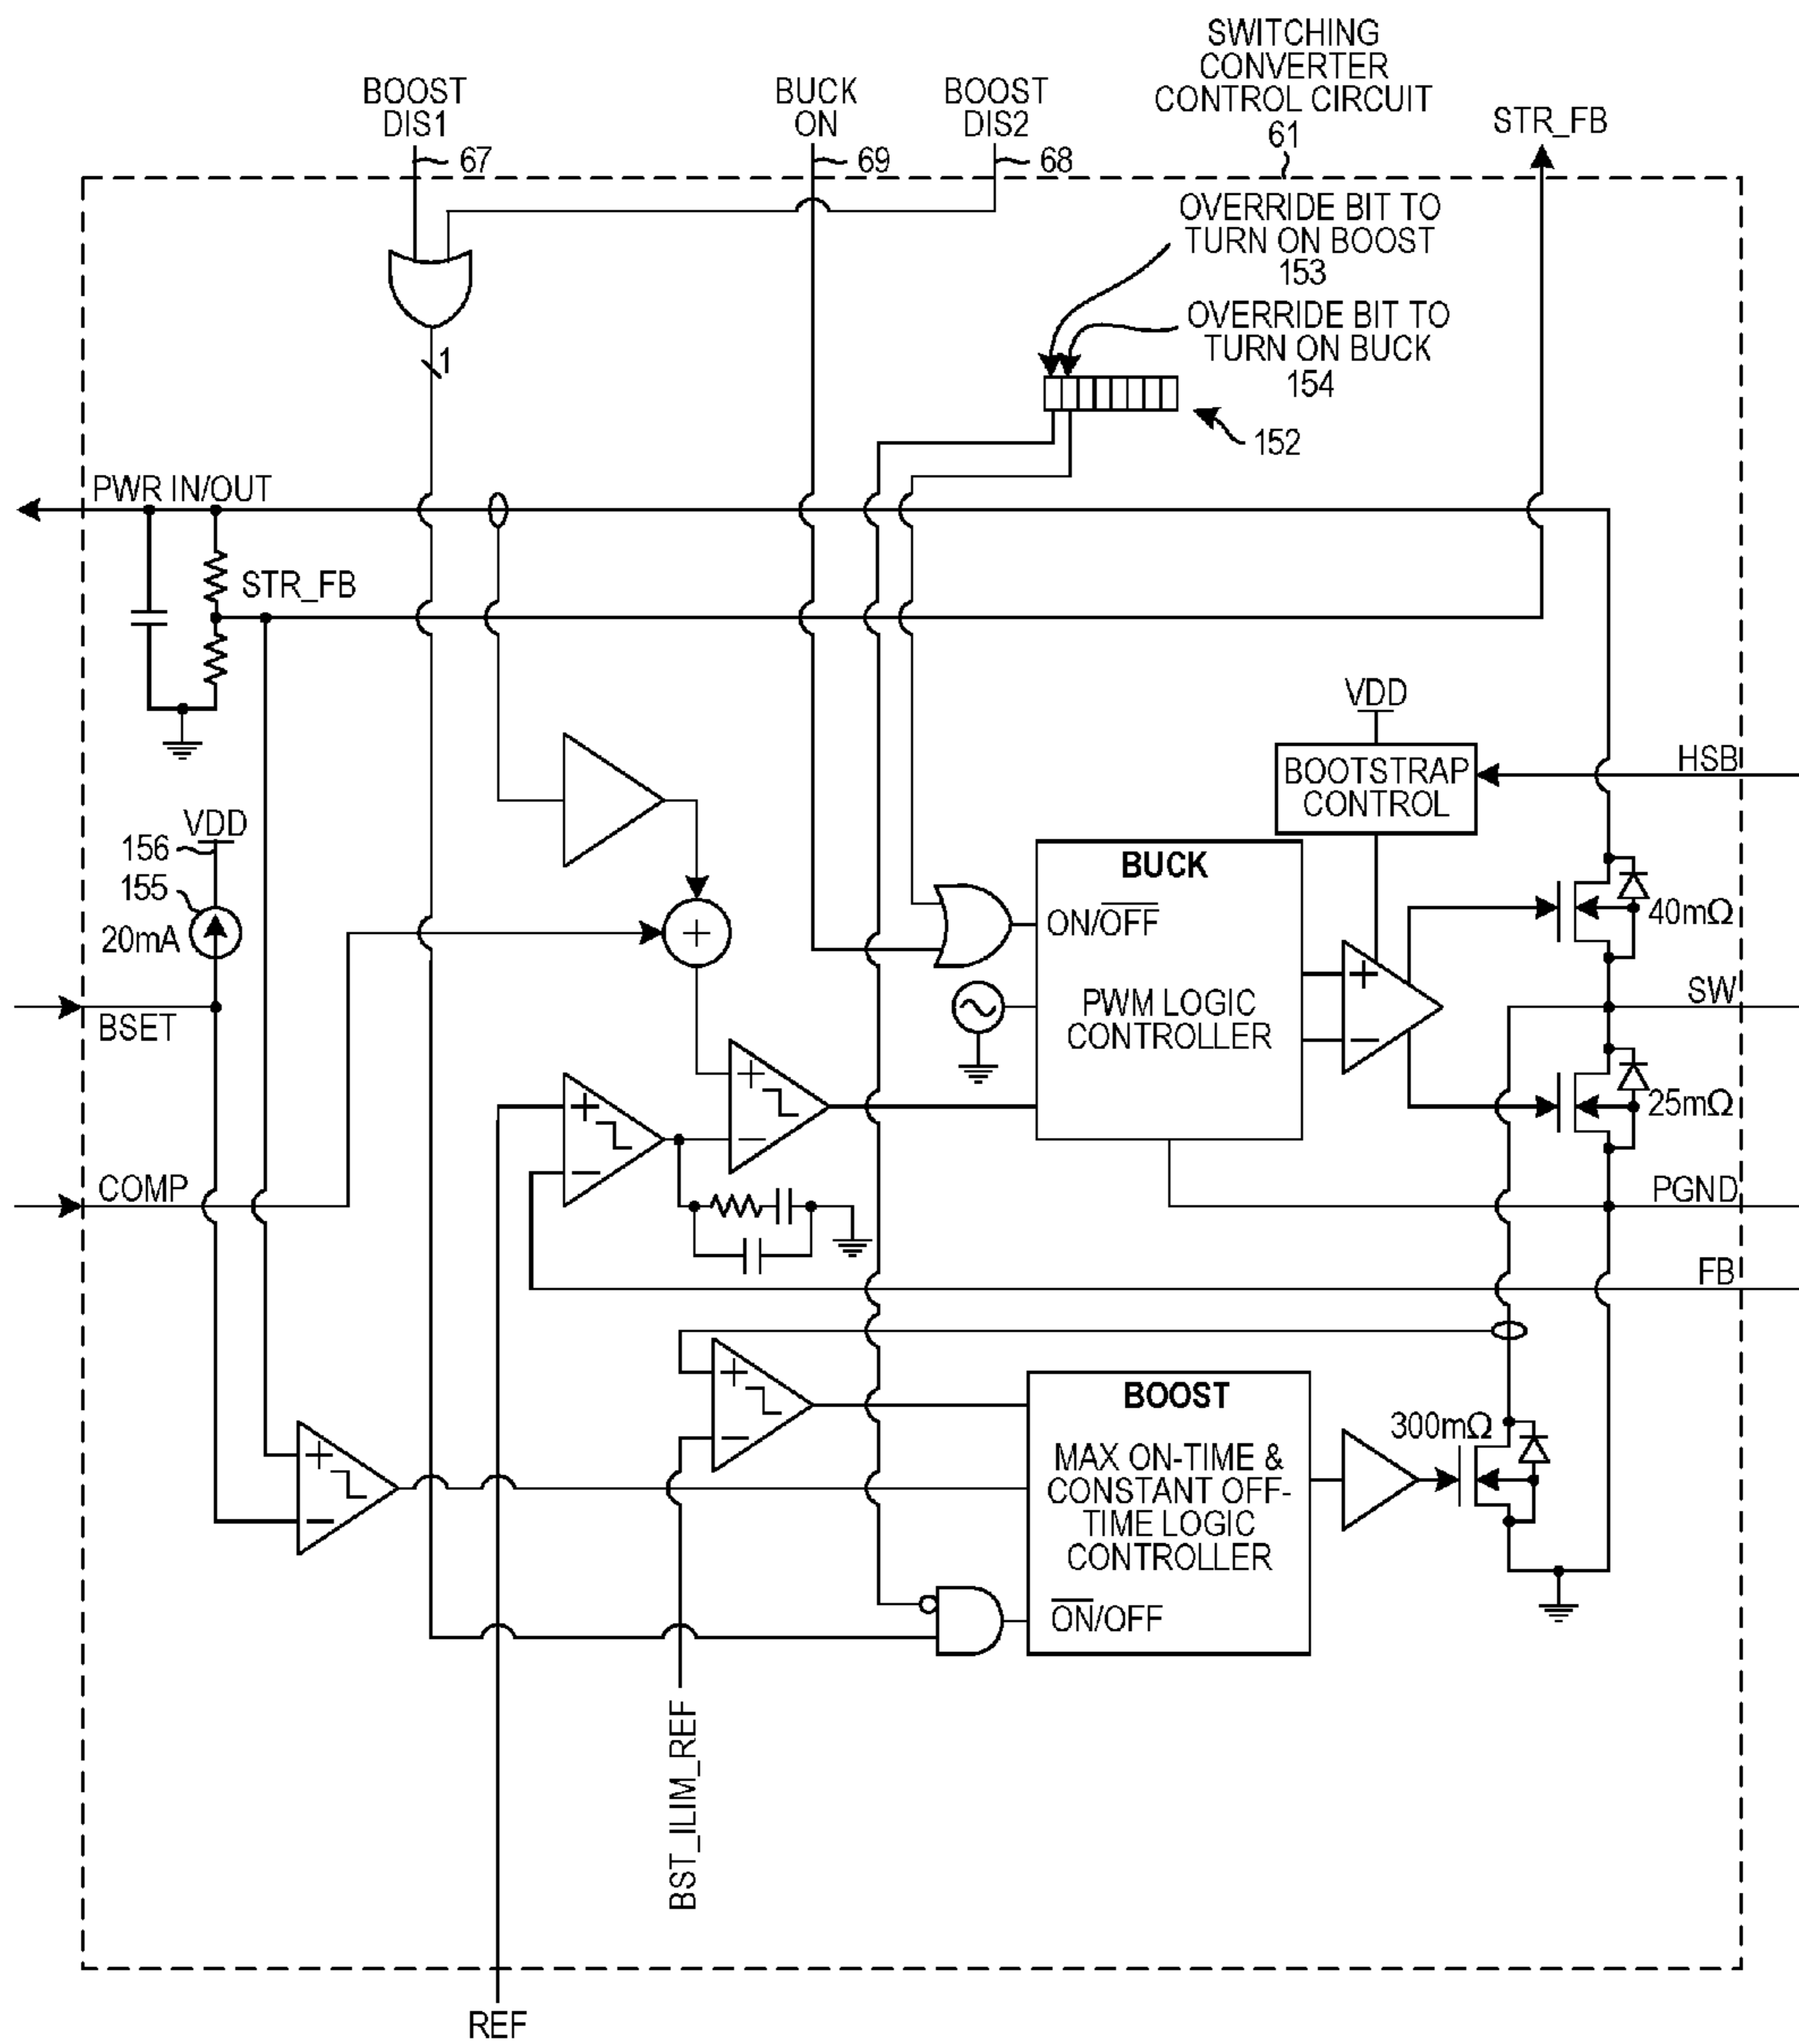 SWITCHING
CONVERTER
CONTROL CIRCUIT
61
BOOST
DIS1
67
BUCK
ON
69
BOOST
DIS2
68
STR_FB
OVERRIDE BIT TO
TURN ON BOOST
153
OVERRIDE BIT TO
TURN ON BUCK
154
1
152
PWR IN/OUT
STR_FB
VDD
HSB
BOOTSTRAP
CONTROL
VDD
156
155
20mA
BUCK
ON/OFF
40mΩ
+
+
SW
BSET
PWM LOGIC
CONTROLLER
−
+
+
−
25mΩ
−
COMP
PGND
FB
+
BOOST
300mΩ
−
+
MAX ON-TIME &
CONSTANT OFF-
TIME LOGIC
CONTROLLER
−
ON/OFF
BST_ILIM_REF
REF